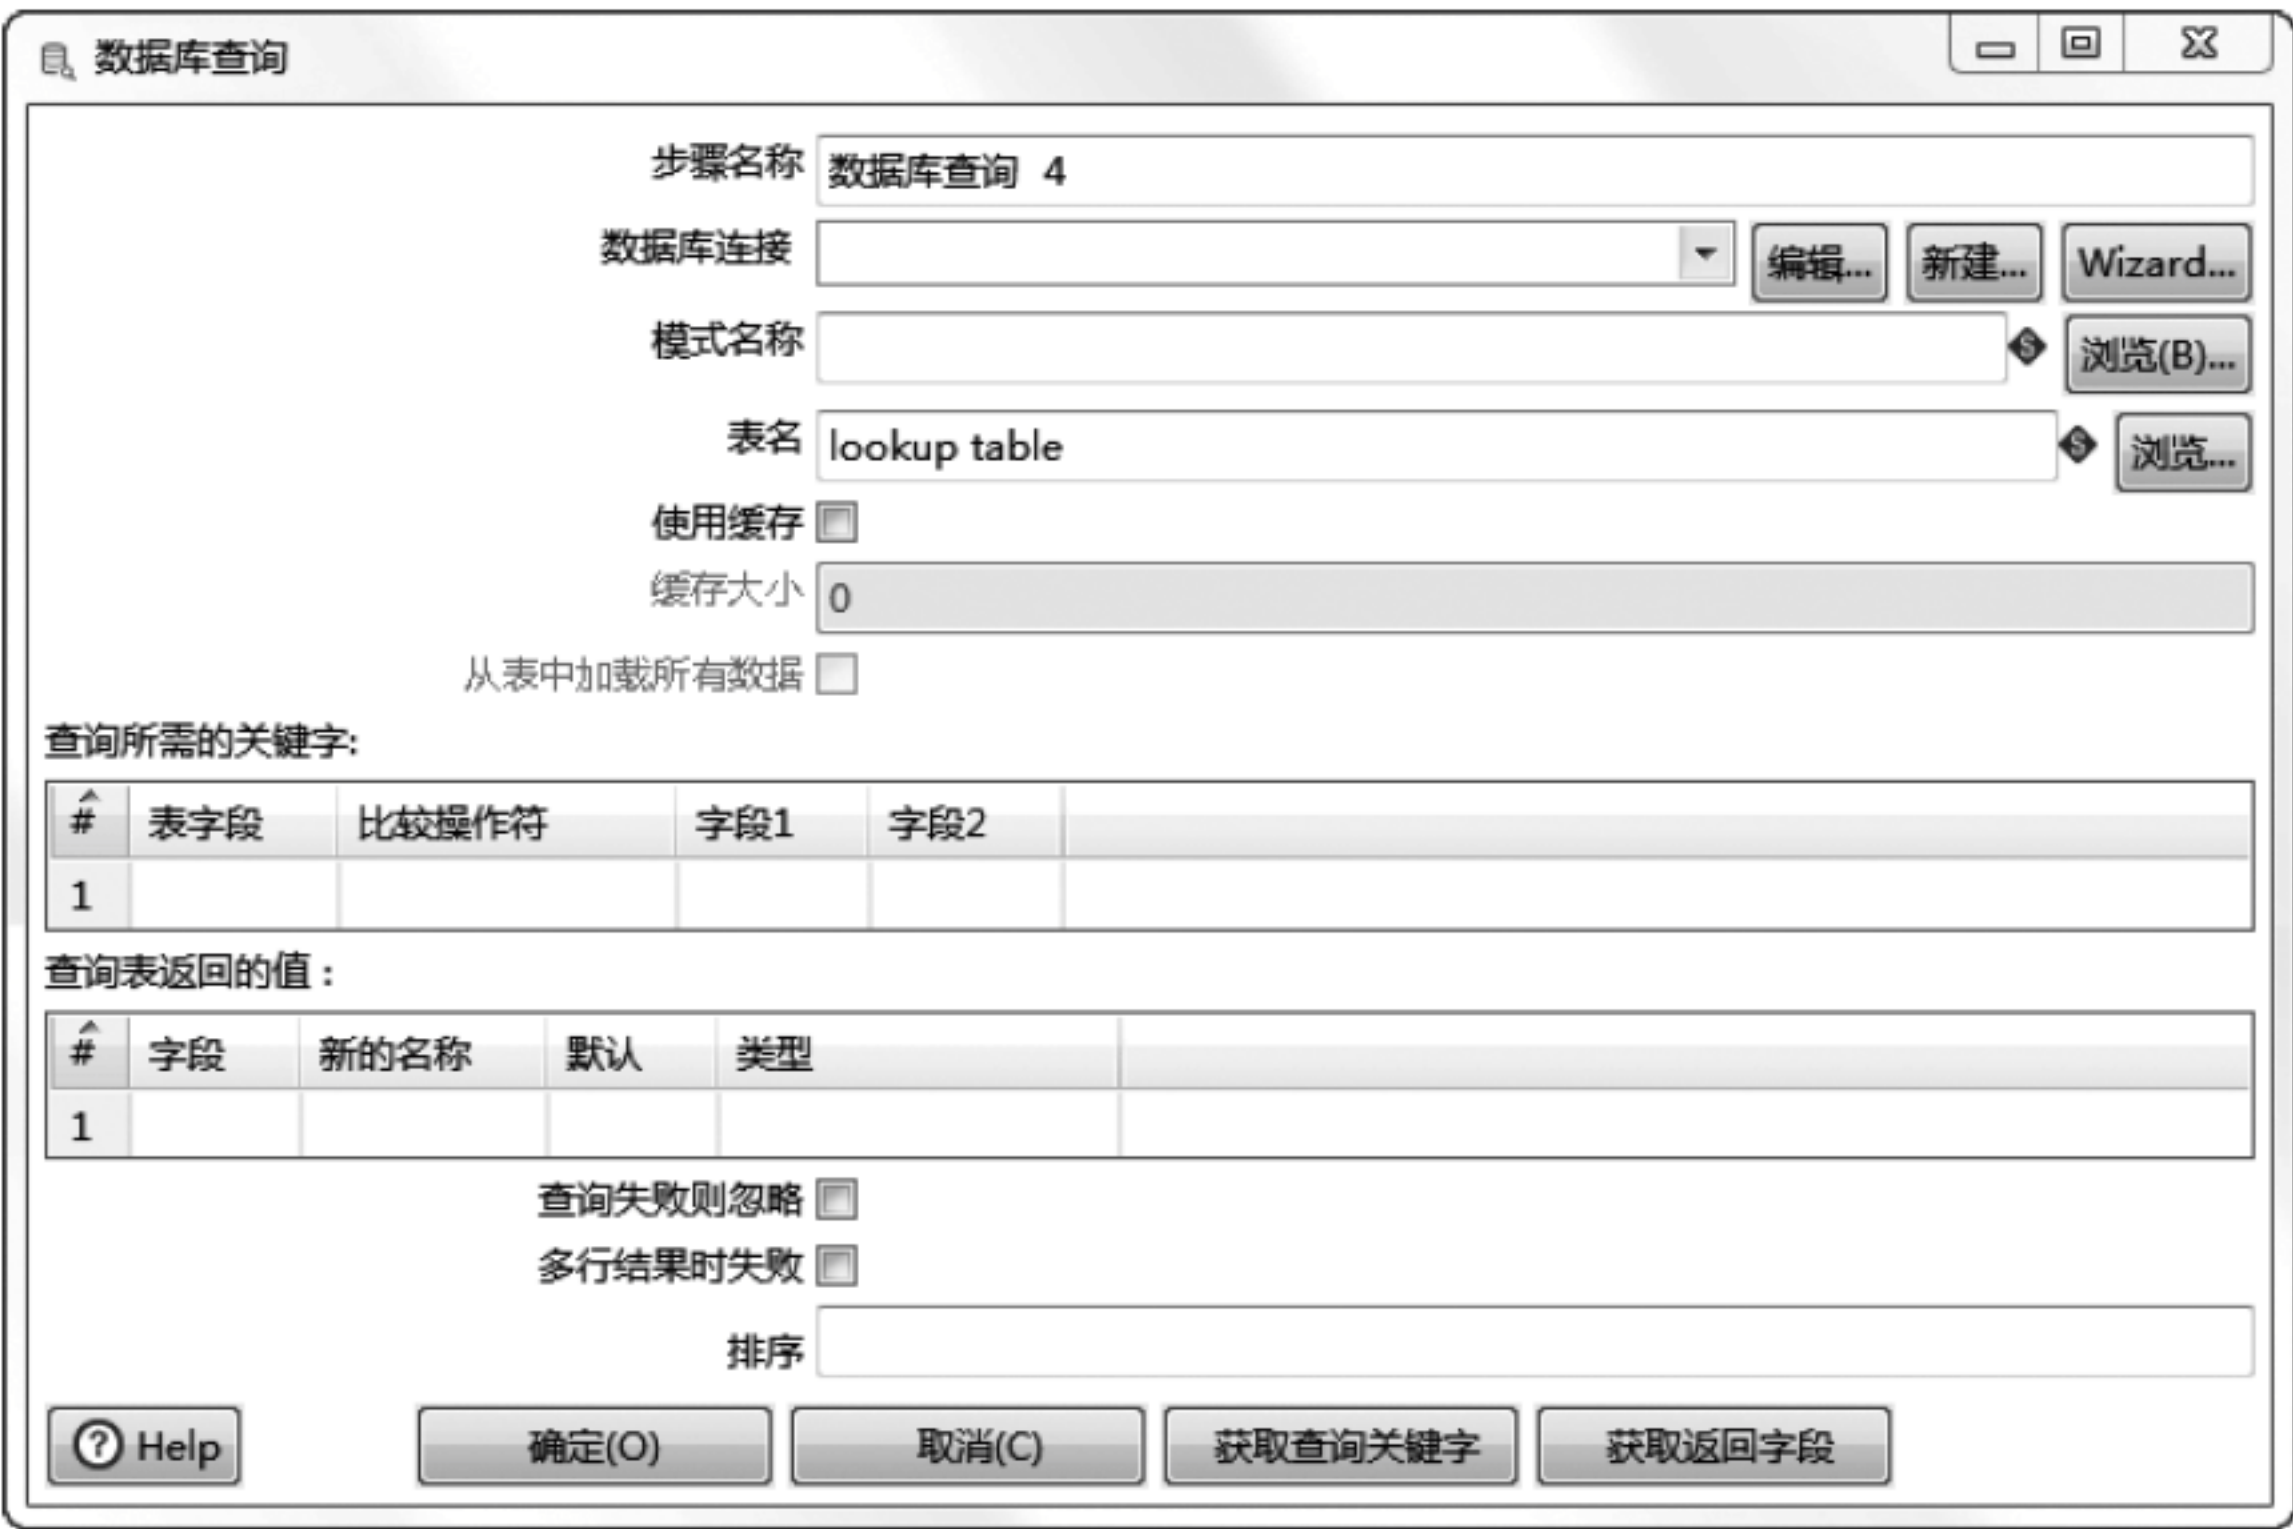 数据库查询
步骤名称 数据库查询 4
数据库连接 编辑... 新建... Wizard...
模式名称 浏览(B)...
表名 lookup table 浏览...
使用缓存
缓存大小 0
从表中加载所有数据
查询所需的关键字:
# 表字段 比较操作符 字段1 字段2
1
查询表返回的值：
# 字段 新的名称 默认 类型
1
查询失败则忽略
多行结果时失败
排序
Help 确定(O) 取消(C) 获取查询关键字 获取返回字段